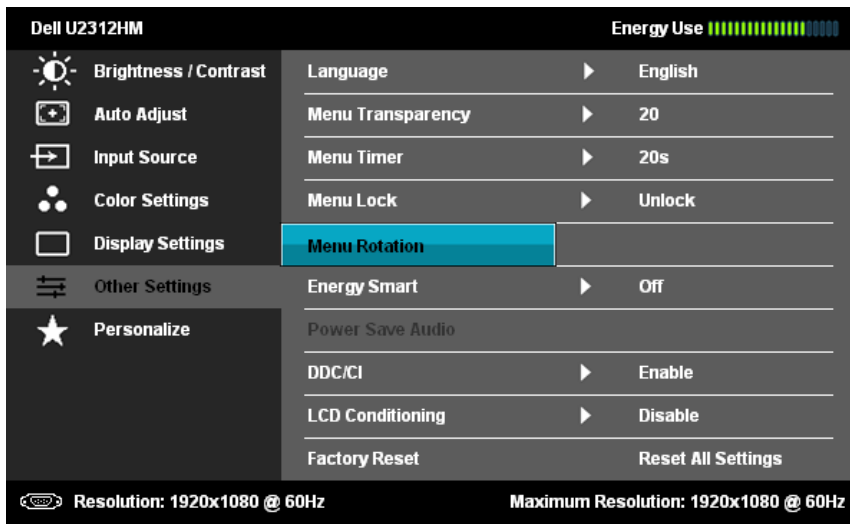 Dell U2312HM Energy Use
Brightness / Contrast Language English
Auto Adjust Menu Transparency 20
Input Source Menu Timer 20s
Color Settings Menu Lock Unlock
Display Settings Menu Rotation
Other Settings Energy Smart Off
Personalize Power Save Audio
DDC/CI Enable
LCD Conditioning Disable
Factory Reset Reset All Settings
Resolution: 1920x1080 @ 60Hz Maximum Resolution: 1920x1080 @ 60Hz